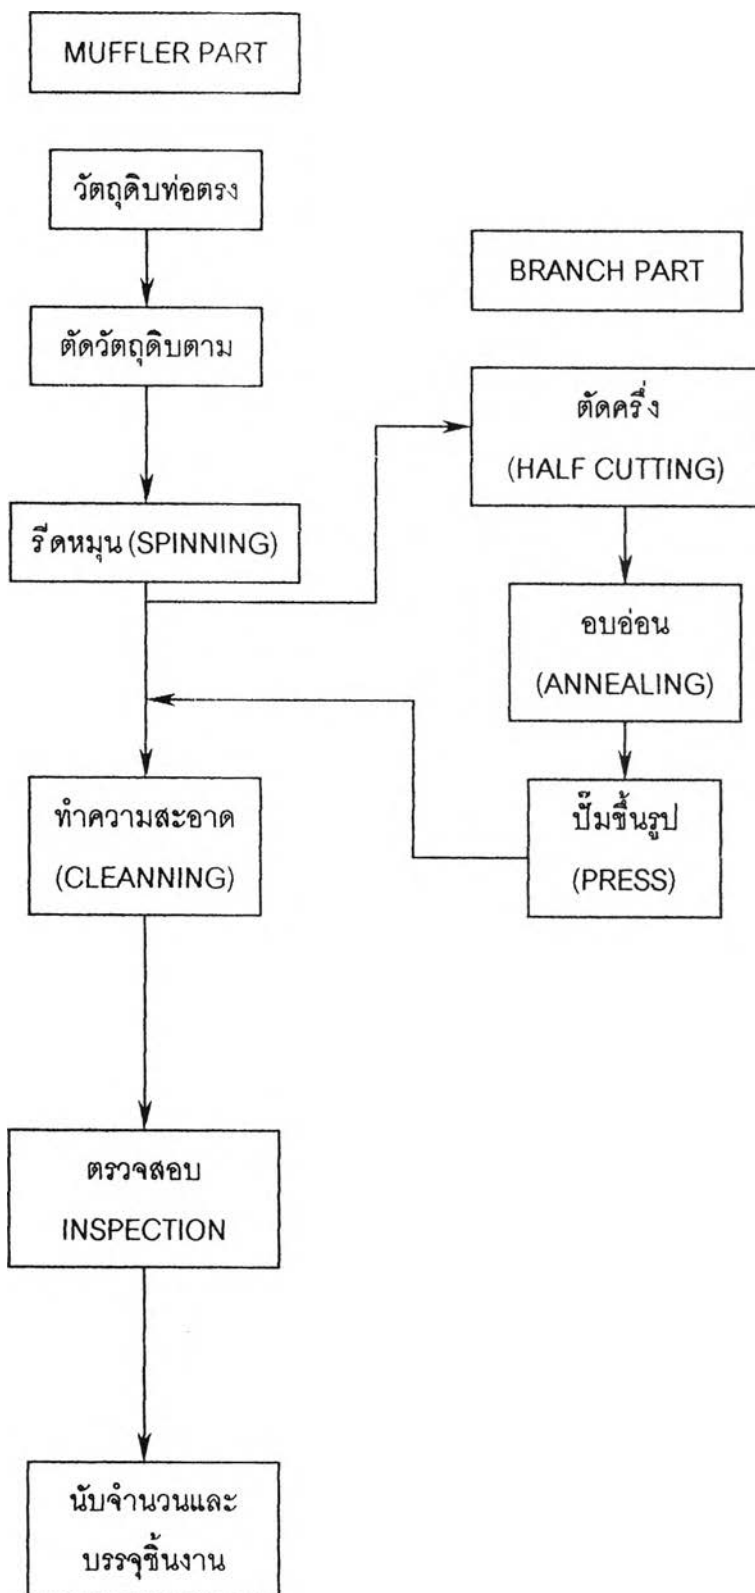 MUFFLER PART
วัตถุดิบท่อตรง
ตัดวัตถุดิบตาม
รีดหมุน (SPINNING)
ทำความสะอาด
(CLEANNING)
ตรวจสอบ
INSPECTION
นับจำนวนและ
บรรจุชิ้นงาน
BRANCH PART
ตัดครึ่ง
(HALF CUTTING)
อบอ่อน
(ANNEALING)
ปั๊มขึ้นรูป
(PRESS)